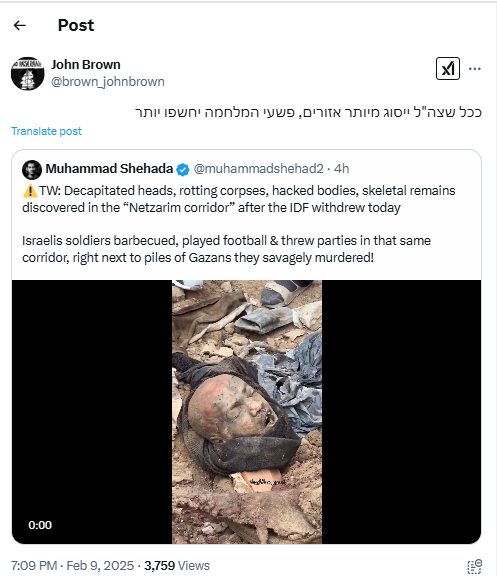 Post
John Brown
@brown_johnbrown
ככל שצה"ל ייסוג מיותר אזורים, פשעי המלחמה יחשפו יותר
Translate post
Muhammad Shehada @muhammadshehad2 · 4h
⚠️TW: Decapitated heads, rotting corpses, hacked bodies, skeletal remains
discovered in the “Netzarim corridor” after the IDF withdrew today
Israelis soldiers barbecued, played football & threw parties in that same
corridor, right next to piles of Gazans they savagely murdered!
0:00
7:09 PM · Feb 9, 2025 · 3,759 Views